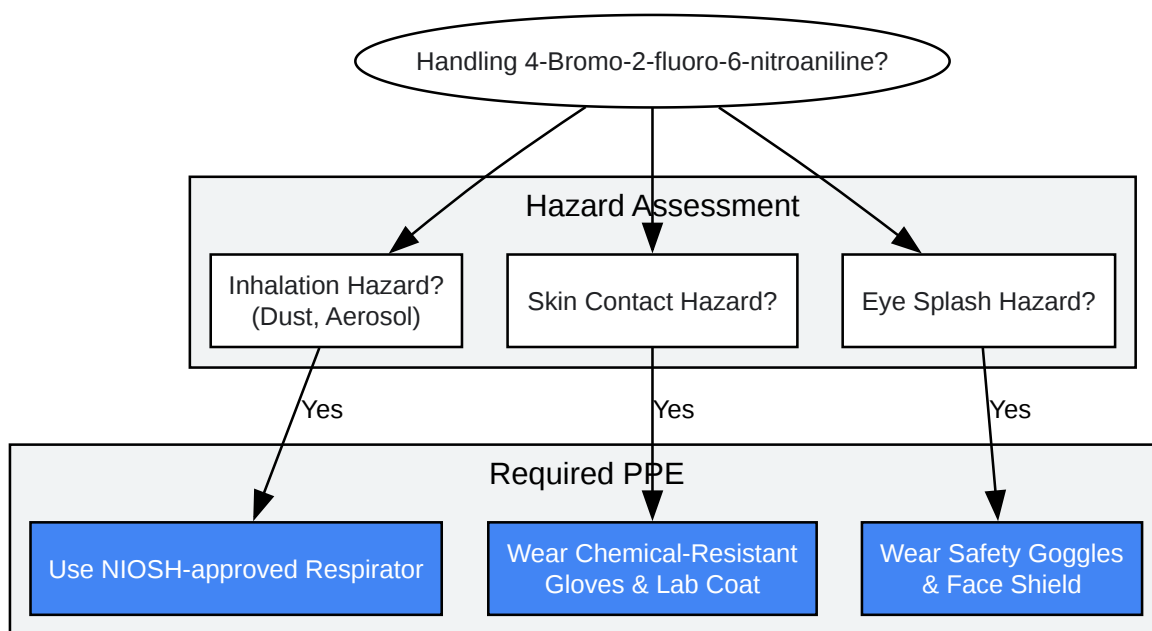 Handling 4-Bromo-2-fluoro-6-nitroaniline?
Hazard Assessment
Inhalation Hazard?
(Dust, Aerosol)
Skin Contact Hazard?
Eye Splash Hazard?
Yes
Yes
Yes
Required PPE
Use NIOSH-approved Respirator
Wear Chemical-Resistant
Gloves & Lab Coat
Wear Safety Goggles
& Face Shield